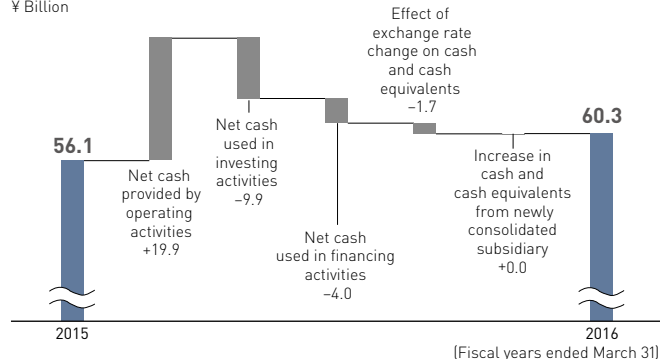 ¥ Billion
56.1
Net cash
provided by
operating
activities
+19.9
Net cash
used in
investing
activities
−9.9
Net cash
used in financing
activities
−4.0
Effect of
exchange rate
change on cash
and cash
equivalents
−1.7
Increase in
cash and
cash equivalents
from newly
consolidated
subsidiary
+0.0
60.3
2015
2016
(Fiscal years ended March 31)